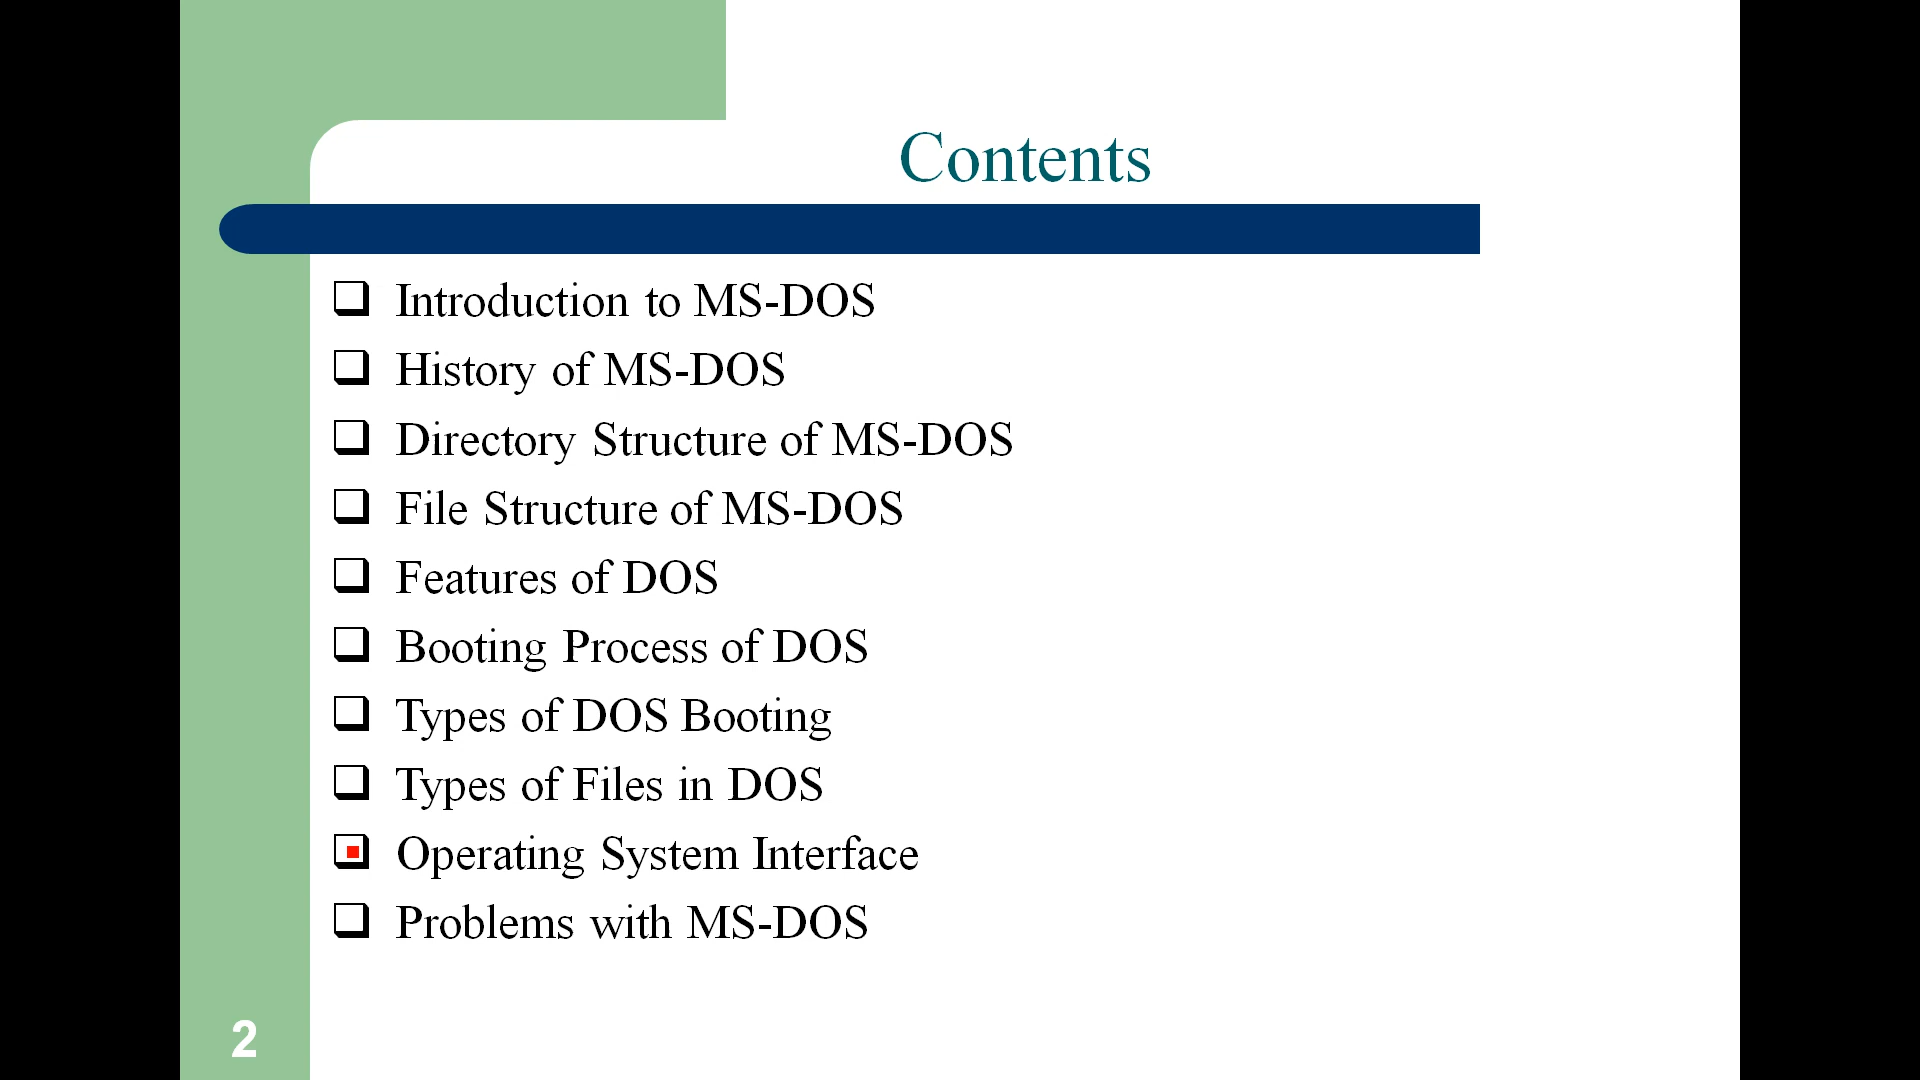 Contents
Introduction to MS-DOS
History of MS-DOS
Directory Structure of MS-DOS
File Structure of MS-DOS
Features of DOS
Booting Process of DOS
Types of DOS Booting
Types of Files in DOS
Operating System Interface
Problems with MS-DOS
2